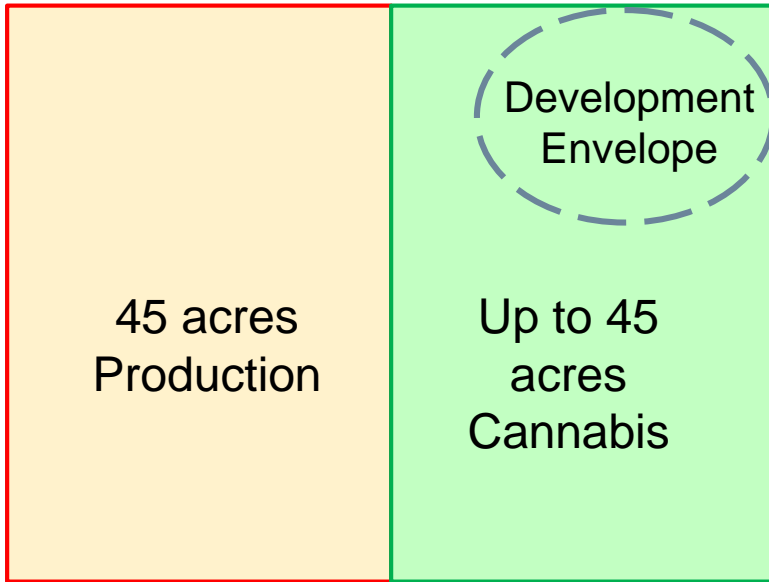 Development
Envelope
45 acres
Production
Up to 45
acres
Cannabis